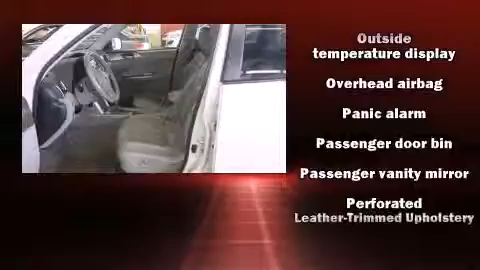 Outside
temperature display
Overhead airbag
Panic alarm
Passenger door bin
Passenger vanity mirror
Perforated
Leather-Trimmed Upholstery